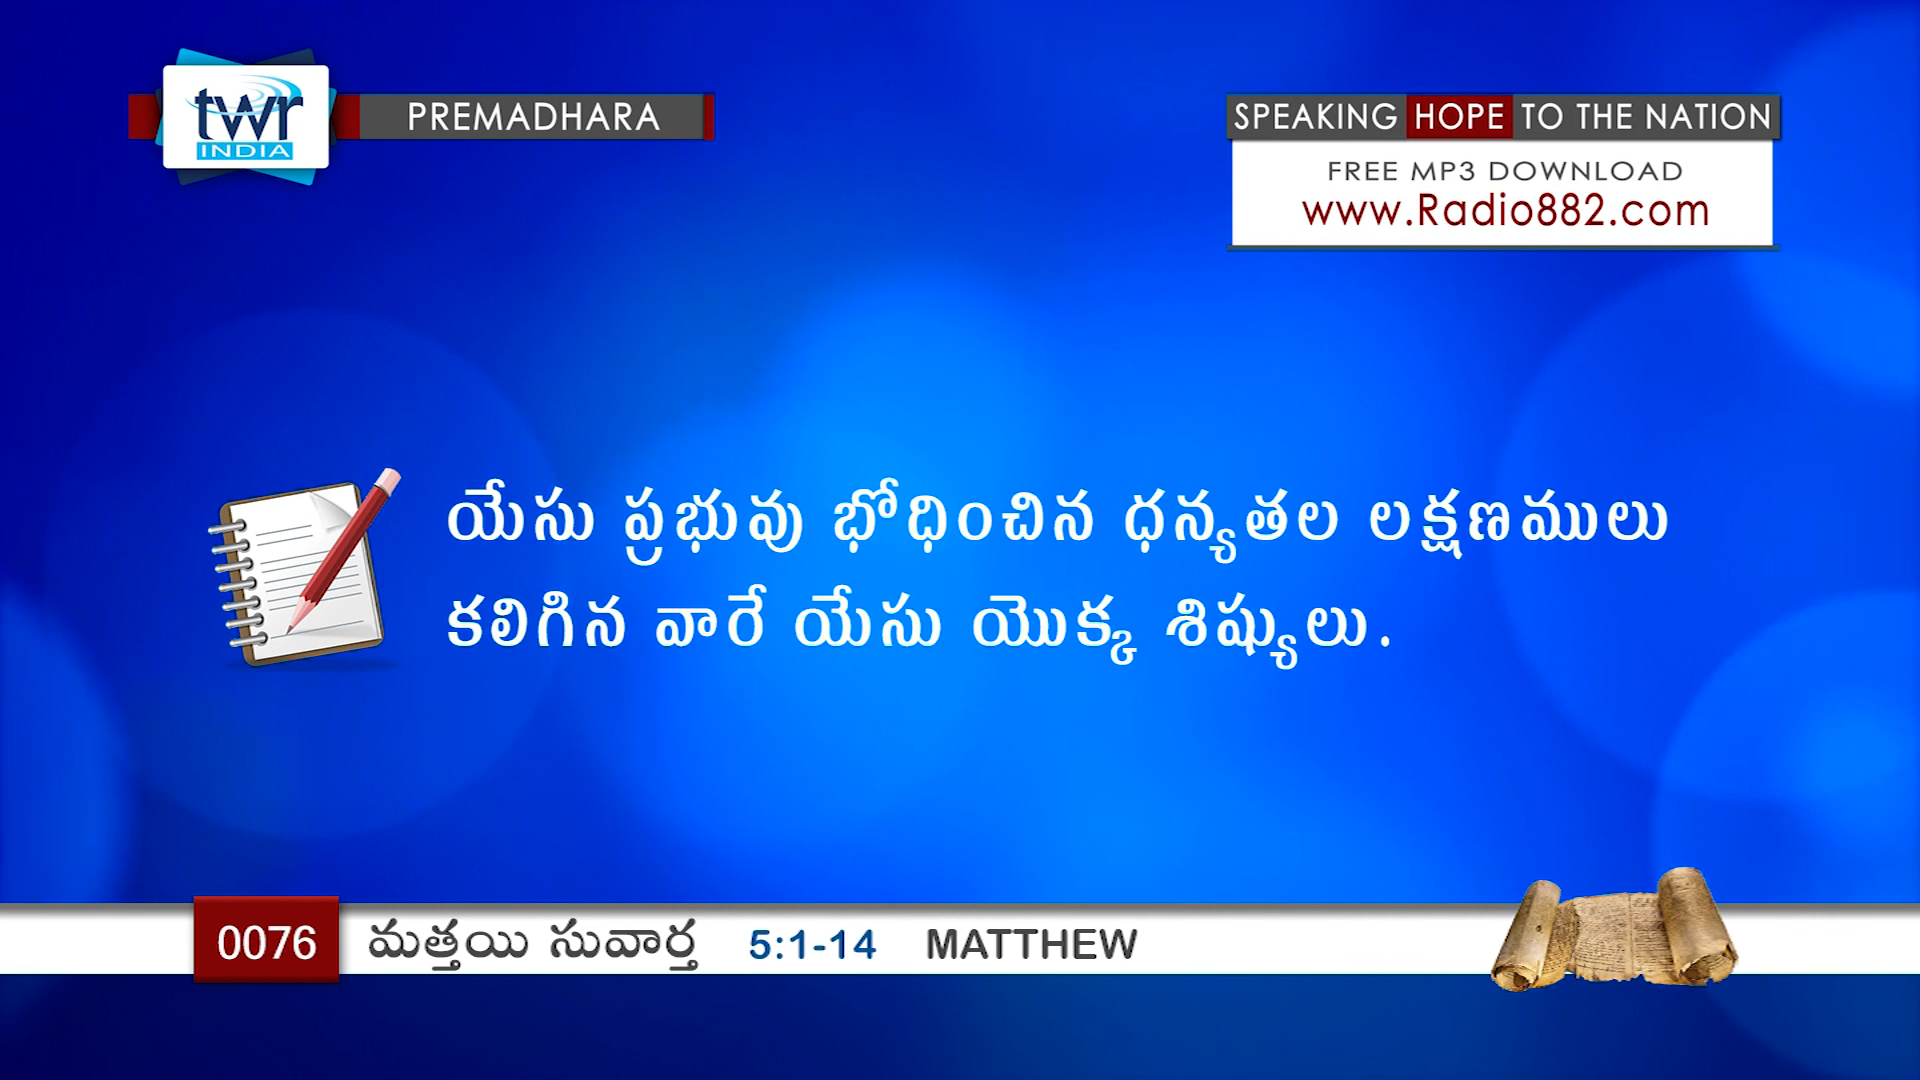 twr
INDIA
PREMADHARA
SPEAKING HOPE TO THE NATION
FREE MP3 DOWNLOAD
www.Radio882.com
యేసు ప్రభువు భోధించిన ధన్యతల లక్షణములు
కలిగిన వారే యేసు యొక్క శిష్యులు.
0076 మత్తయి సువార్త 5:1-14 MATTHEW